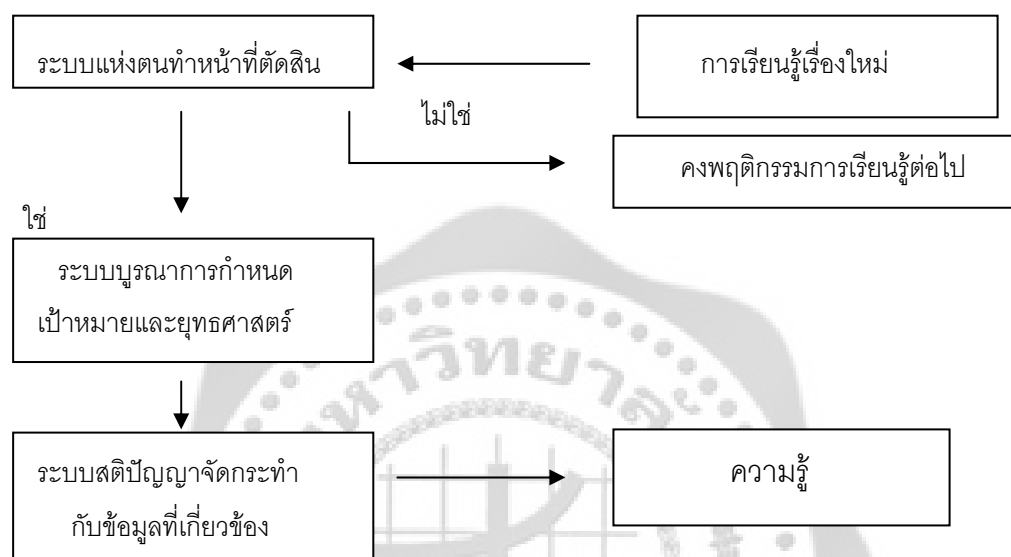 ระบบแห่งตนทำหน้าที่ตัดสิน
การเรียนรู้เรื่องใหม่
ไม่ใช่
คงพฤติกรรมการเรียนรู้ต่อไป
ใช่
ระบบบูรณาการกำหนด
เป้าหมายและยุทธศาสตร์
ระบบสติปัญญาจัดกระทำ
กับข้อมูลที่เกี่ยวข้อง
ความรู้